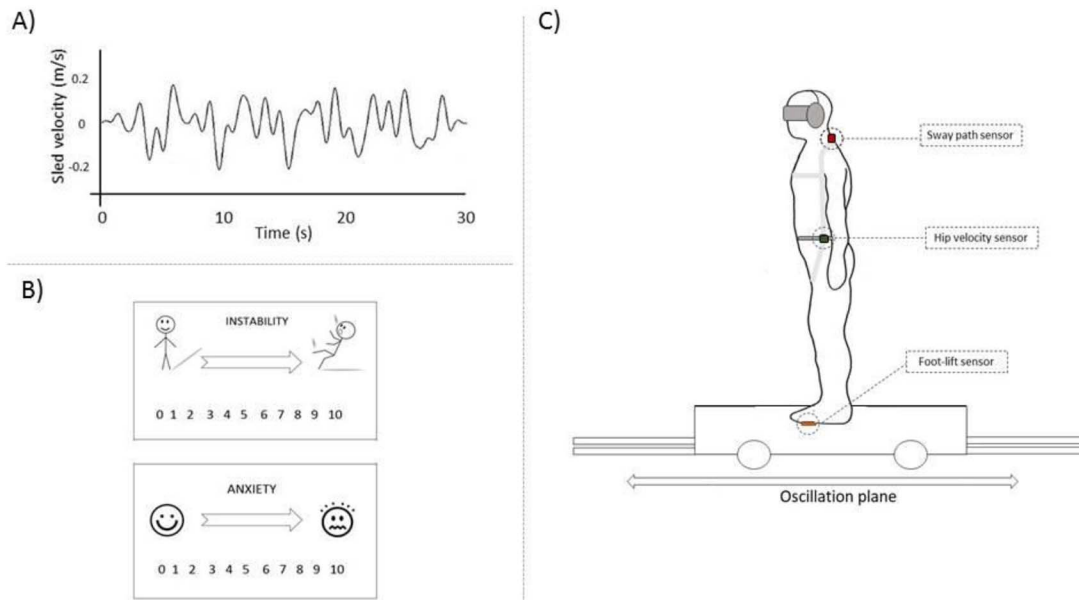 A)
Sled velocity (m/s)
0.2
0
-0.2
0 10 20 30
Time (s)
B)
INSTABILITY
0 1 2 3 4 5 6 7 8 9 10
ANXIETY
0 1 2 3 4 5 6 7 8 9 10
C)
Sway path sensor
Hip velocity sensor
Foot-lift sensor
Oscillation plane